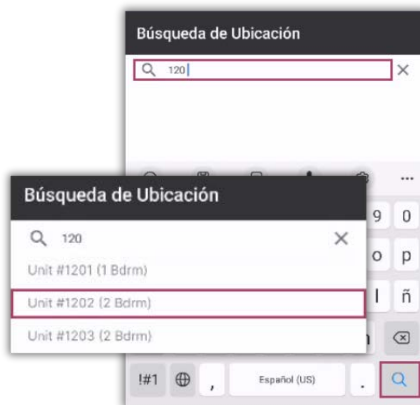 Búsqueda de Ubicación
120
Búsqueda de Ubicación
120
Unit #1201 (1 Bdrm)
Unit #1202 (2 Bdrm)
Unit #1203 (2 Bdrm)
9 0
o p
l ñ
!#1 , Español (US) .